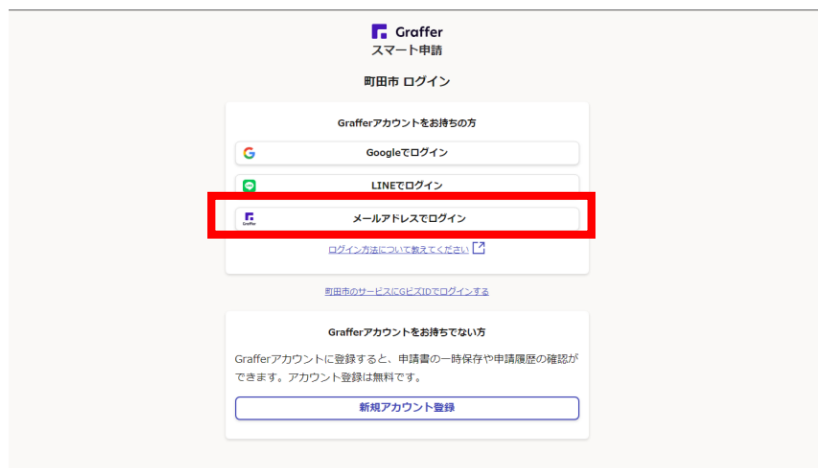 Graffer
スマート申請
町田市 ログイン
Grafferアカウントをお持ちの方
Googleでログイン
LINEでログイン
Graffer
メールアドレスでログイン
ログイン方法について教えてください
町田市のサービスにGビズIDでログインする
Grafferアカウントをお持ちでない方
Grafferアカウントに登録すると、申請書の一時保存や申請履歴の確認が
できます。アカウント登録は無料です。
新規アカウント登録